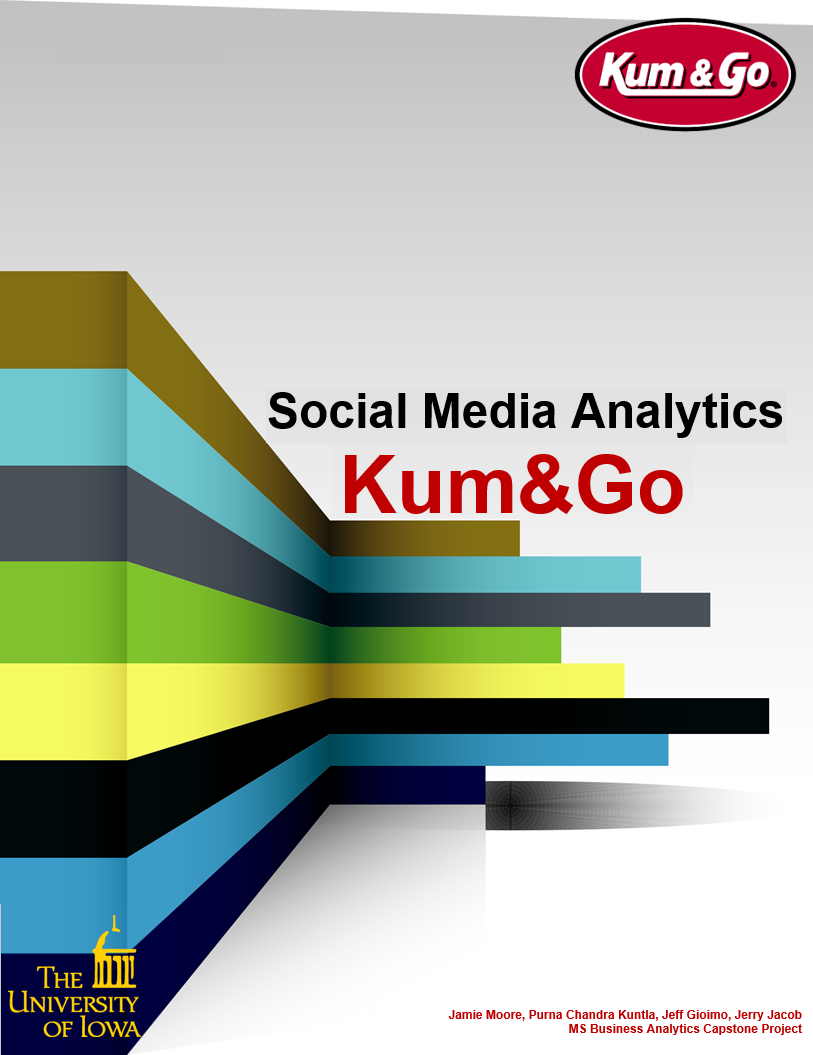 Kum & Go®
Social Media Analytics
Kum&Go
THE
UNIVERSITY
OF IOWA
Jamie Moore, Purna Chandra Kuntla, Jeff Gioimo, Jerry Jacob
MS Business Analytics Capstone Project